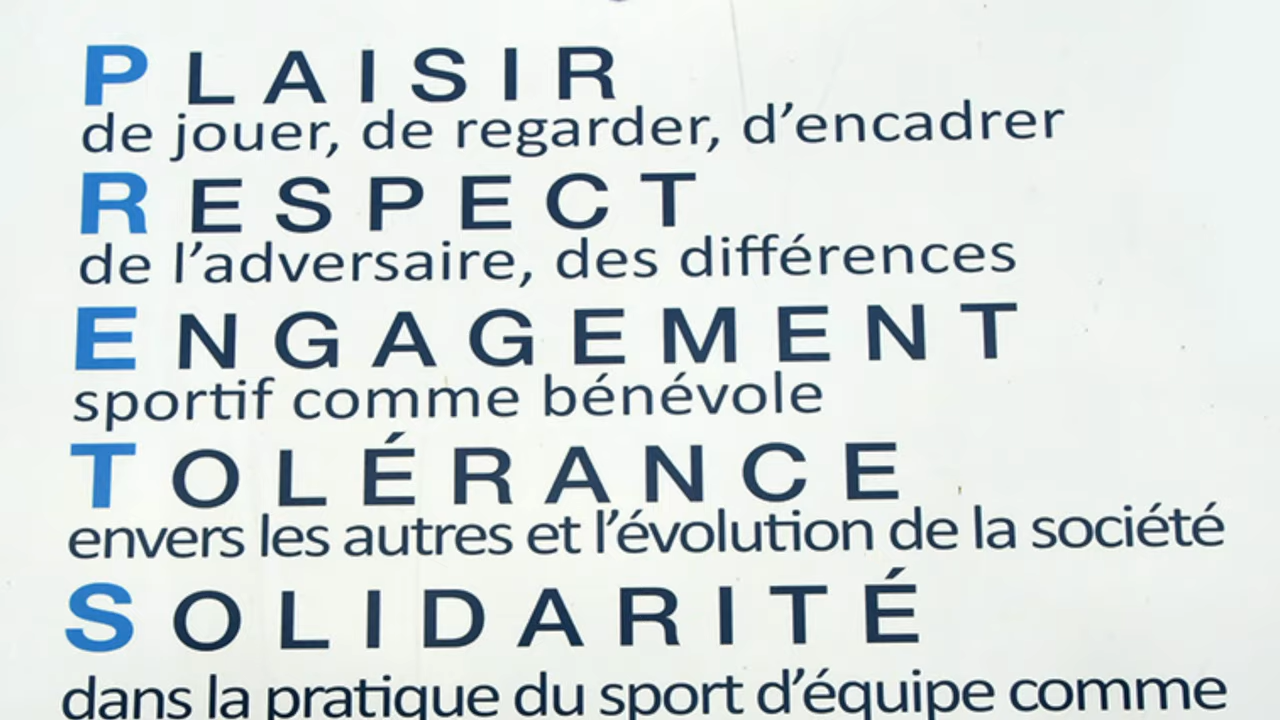 PLAISIR
de jouer, de regarder, d’encadrer
RESPECT
de l’adversaire, des différences
ENGAGEMENT
sportif comme bénévole
TOLÉRANCE
envers les autres et l’évolution de la société
SOLIDARITÉ
dans la pratique du sport d’équipe comme